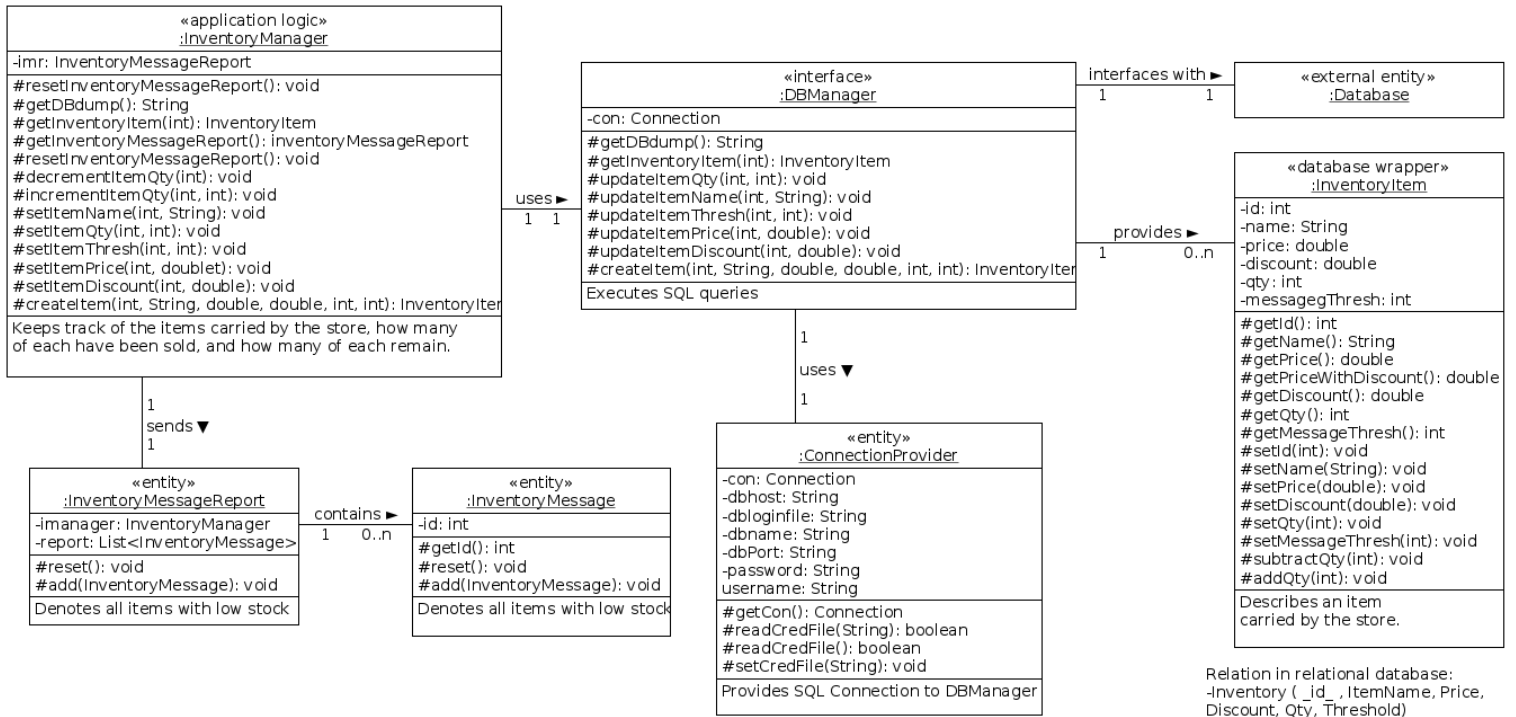 «application logic»
:InventoryManager
-imr: InventoryMessageReport
#resetInventoryMessageReport(): void
#getDBdump(): String
#getInventoryItem(int): InventoryItem
#getInventoryMessageReport(): inventoryMessageReport
#resetInventoryMessageReport(): void
#decrementItemQty(int): void
#incrementItemQty(int, int): void
#setItemName(int, String): void
#setItemQty(int, int): void
#setItemThresh(int, int): void
#setItemPrice(int, doublet): void
#setItemDiscount(int, double): void
#createItem(int, String, double, double, int, int): InventoryIter
Keeps track of the items carried by the store, how many
of each have been sold, and how many of each remain.
uses ►
1 1
«interface»
:DBManager
-con: Connection
#getDBdump(): String
#getInventoryItem(int): InventoryItem
#updateItemQty(int, int): void
#updateItemName(int, String): void
#updateItemThresh(int, int): void
#updateItemPrice(int, double): void
#updateItemDiscount(int, double): void
#createItem(int, String, double, double, int, int): InventoryIter
Executes SQL queries
interfaces with ►
1 1
«external entity»
:Database
provides ►
1 0..n
«database wrapper»
:InventoryItem
-id: int
-name: String
-price: double
-discount: double
-qty: int
-messagegThresh: int
#getId(): int
#getName(): String
#getPrice(): double
#getPriceWithDiscount(): double
#getDiscount(): double
#getQty(): int
#getMessageThresh(): int
#setId(int): void
#setName(String): void
#setPrice(double): void
#setDiscount(double): void
#setQty(int): void
#setMessageThresh(int): void
#subtractQty(int): void
#addQty(int): void
Describes an item
carried by the store.
1
sends ▼
1
«entity»
:InventoryMessageReport
-imanager: InventoryManager
-report: List<InventoryMessage>
#reset(): void
#add(InventoryMessage): void
Denotes all items with low stock
contains ►
1 0..n
«entity»
:InventoryMessage
-id: int
#getId(): int
#reset(): void
#add(InventoryMessage): void
Denotes all items with low stock
1
uses ▼
1
«entity»
:ConnectionProvider
-con: Connection
-dbhost: String
-dbloginfile: String
-dbname: String
-dbPort: String
-password: String
username: String
#getCon(): Connection
#readCredFile(String): boolean
#readCredFile(): boolean
#setCredFile(String): void
Provides SQL Connection to DBManager
Relation in relational database:
-Inventory ( _id_ , ItemName, Price,
Discount, Qty, Threshold)